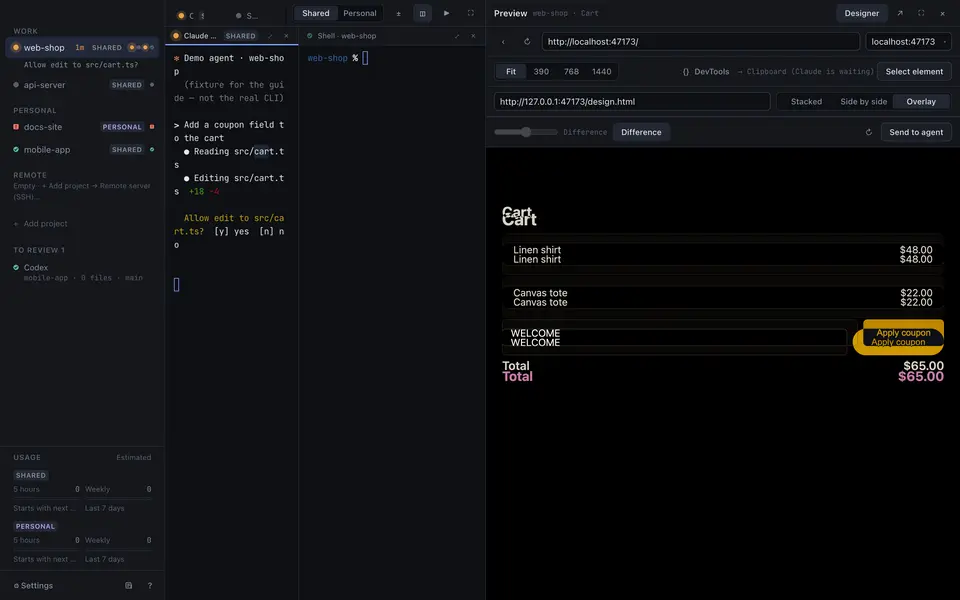 WORK
web-shop 1m SHARED
Allow edit to src/cart.ts?
api-server SHARED
PERSONAL
docs-site PERSONAL
mobile-app SHARED
REMOTE
Empty · + Add project → Remote server (SSH)…
+ Add project
TO REVIEW 1
Codex
mobile-app · 0 files · main
USAGE Estimated
SHARED
5 hours 0 Weekly 0
Starts with next … Last 7 days
PERSONAL
5 hours 0 Weekly 0
Starts with next … Last 7 days
Settings ?
C
S…
Shared Personal
Claude … SHARED
Demo agent · web-sho
p
(fixture for the gui
de — not the real CLI)
> Add a coupon field t
o the cart
● Reading src/cart.t
s
● Editing src/cart.t
s +18 -4
Allow edit to src/ca
rt.ts? [y] yes [n] n
o
Shell · web-shop
web-shop %
Preview web-shop · Cart Designer
http://localhost:47173/ localhost:47173
Fit 390 768 1440 {} DevTools → Clipboard (Claude is waiting) Select element
http://127.0.0.1:47173/design.html Stacked Side by side Overlay
Difference Difference Send to agent
Cart
Cart
Linen shirt $48.00
Linen shirt $48.00
Canvas tote $22.00
Canvas tote $22.00
WELCOME Apply coupon
WELCOME Apply coupon
Total $65.00
Total $65.00